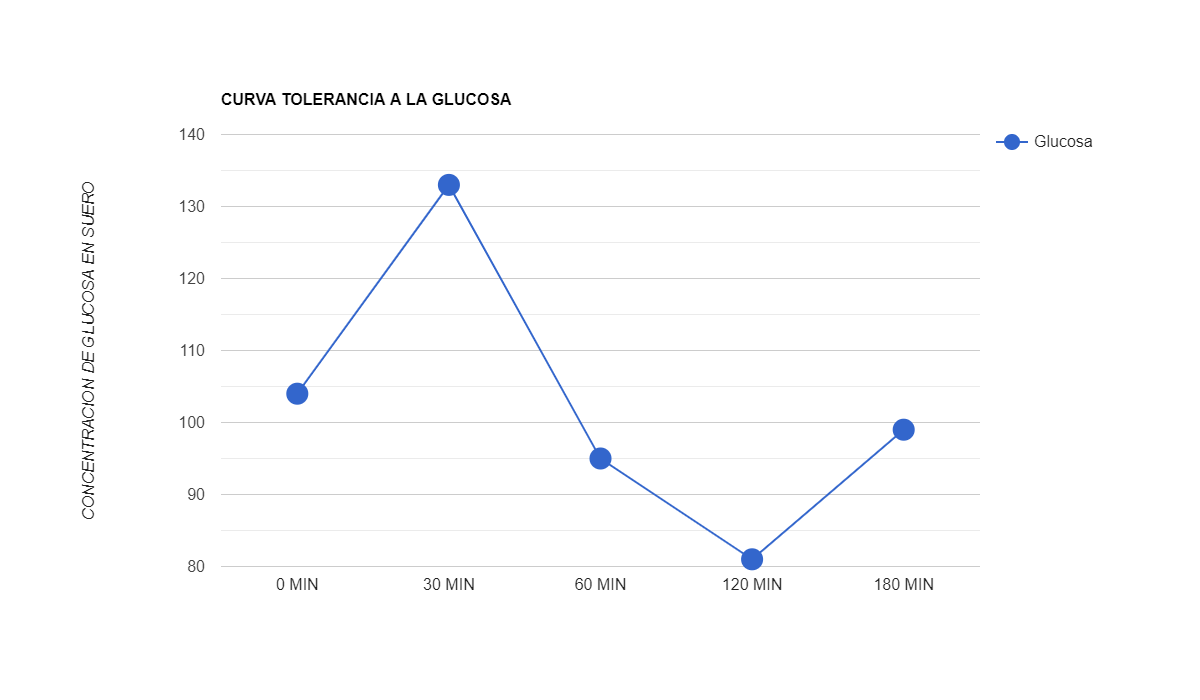 CURVA TOLERANCIA A LA GLUCOSA
Glucosa
CONCENTRACION DE GLUCOSA EN SUERO
140
130
120
110
100
90
80
0 MIN
30 MIN
60 MIN
120 MIN
180 MIN